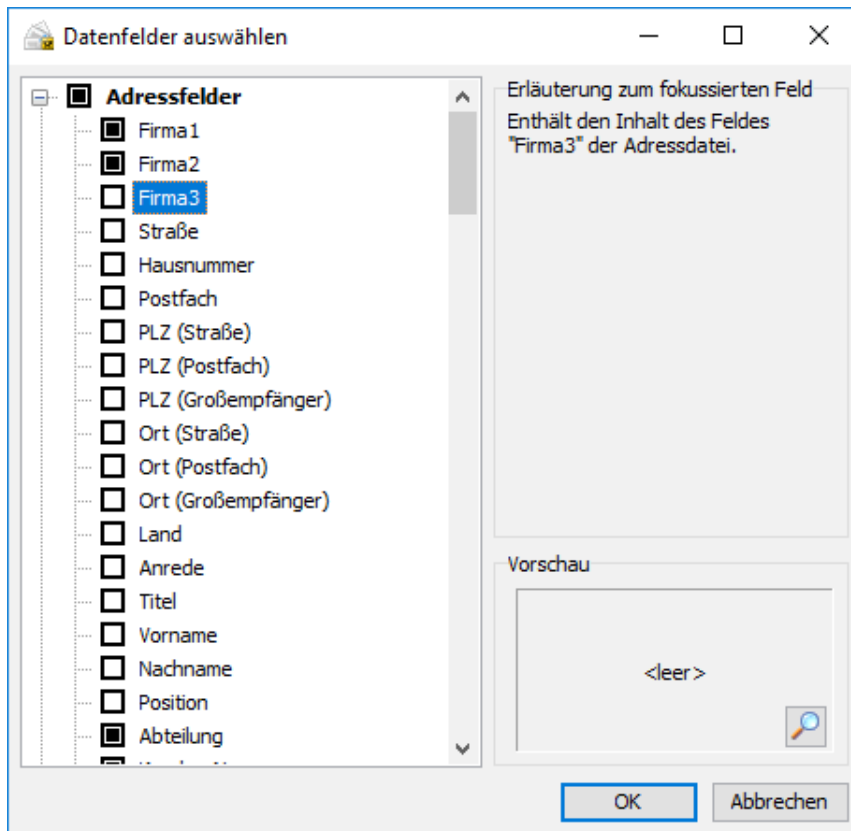 Datenfelder auswählen
Adressfelder
Firma1
Firma2
Firma3
Straße
Hausnummer
Postfach
PLZ (Straße)
PLZ (Postfach)
PLZ (Großempfänger)
Ort (Straße)
Ort (Postfach)
Ort (Großempfänger)
Land
Anrede
Titel
Vorname
Nachname
Position
Abteilung
Erläuterung zum fokussierten Feld
Enthält den Inhalt des Feldes
"Firma3" der Adressdatei.
Vorschau
<leer>
OK
Abbrechen